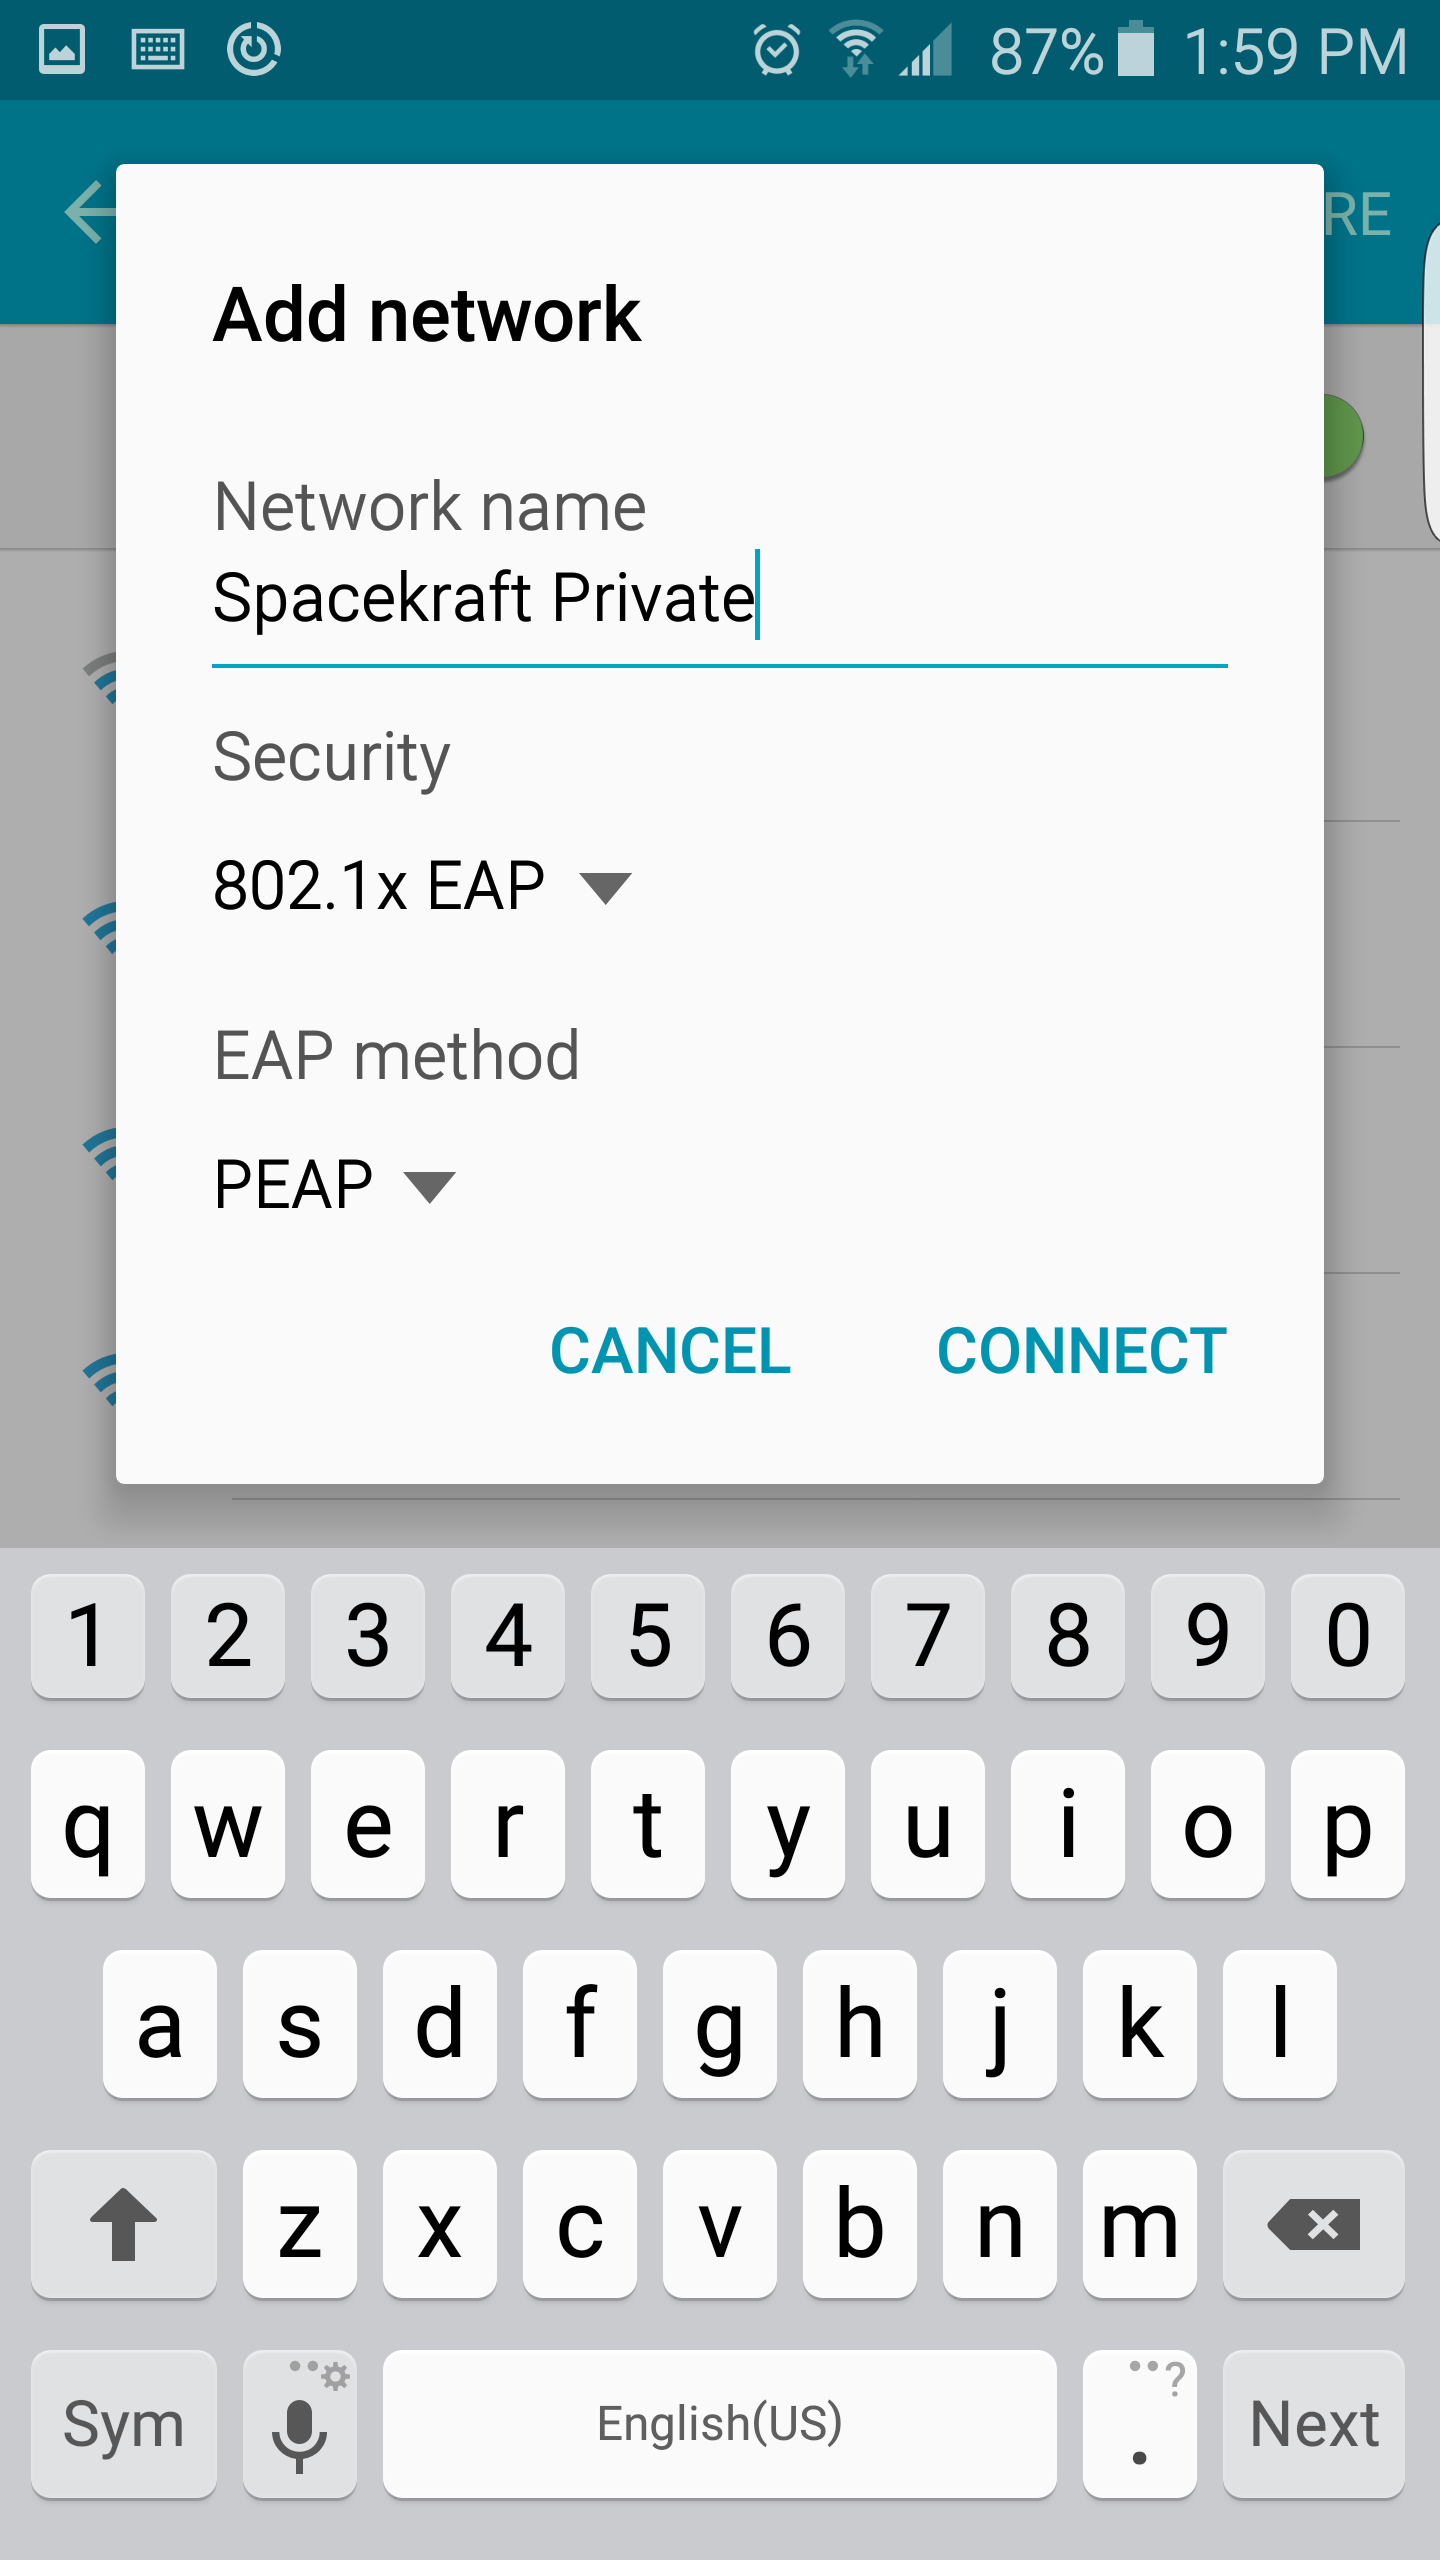 87% 1:59 PM
RE
Add network
Network name
Spacekraft Private
Security
802.1x EAP
EAP method
PEAP
CANCEL CONNECT
1 2 3 4 5 6 7 8 9 0
q w e r t y u i o p
a s d f g h j k l
z x c v b n m
Sym English(US) . ? Next